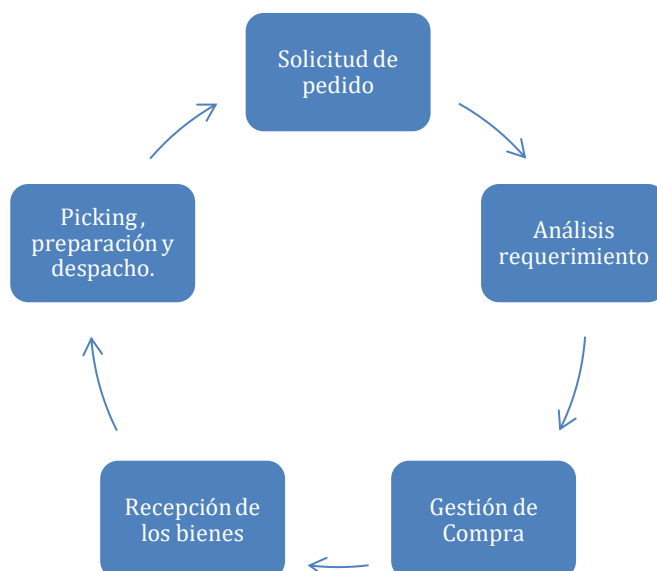 Solicitud de
pedido
Análisis
requerimiento
Gestión de
Compra
Recepción de
los bienes
Picking ,
preparación y
despacho.